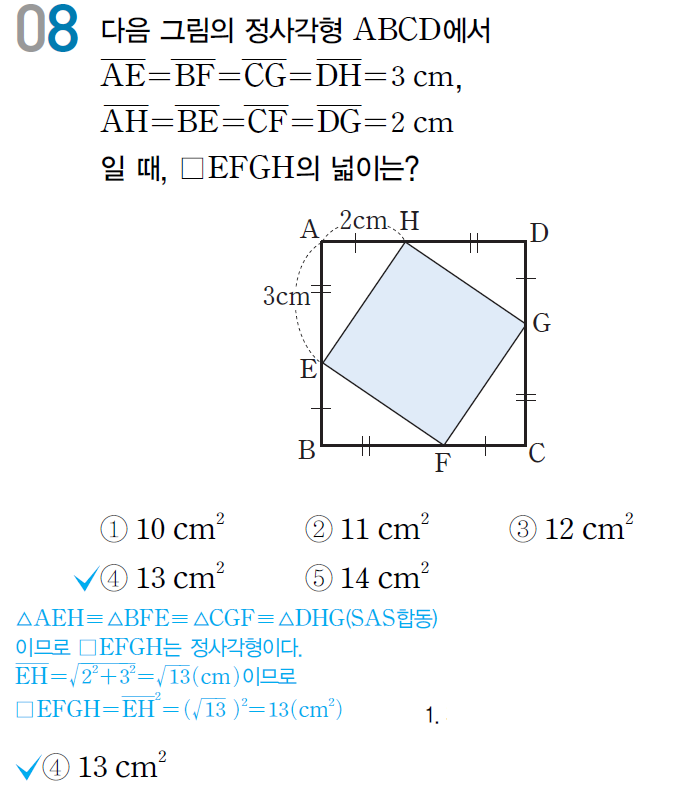 08 다음 그림의 정사각형 ABCD에서
AE=BF=CG=DH=3 cm,
AH=BE=CF=DG=2 cm
일 때, □EFGH의 넓이는?
A 2cm H D
3cm
G
E
B F C
① 10 cm² ② 11 cm² ③ 12 cm²
④ 13 cm² ⑤ 14 cm²
△AEH≡△BFE≡△CGF≡△DHG(SAS합동)
이므로 □EFGH는 정사각형이다.
EH=√2²+3²=√13(cm)이므로
□EFGH=EH²=(√13 )²=13(cm²)
1.
④ 13 cm²